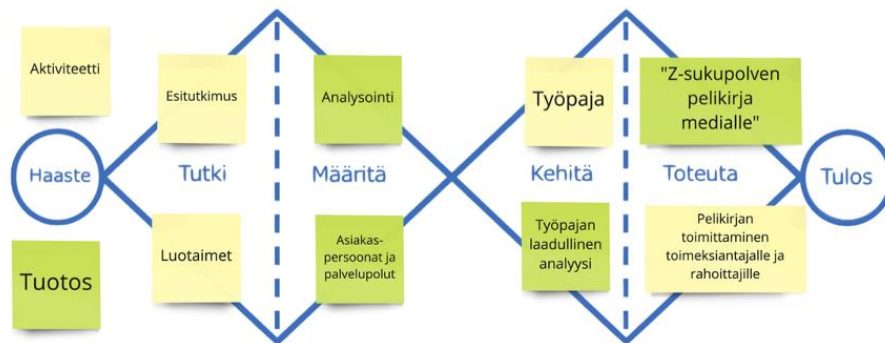 Aktiviteetti
Esitutkimus
Analysointi
Työpaja
"Z-sukupolven
pelikirja
medialle"
Haaste
Tutki
Määritä
Kehitä
Toteuta
Tulos
Tuotos
Luotaimet
Asiakas-
persoonat ja
palvelupolut
Työpajan
laadullinen
analyysi
Pelikirjan
toimittaminen
toimeksiantajalle ja
rahoittajille